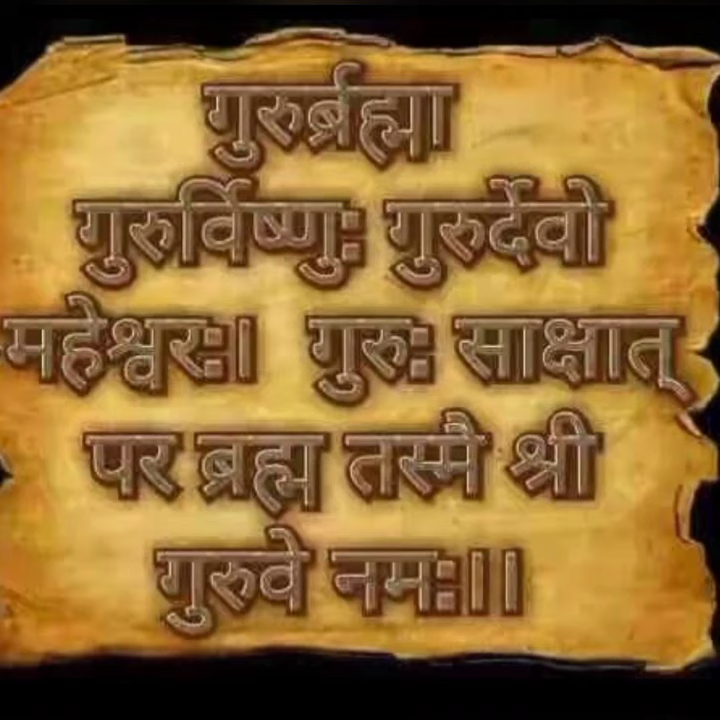 गुरुर्ब्रह्मा
गुरुर्विष्णुः गुरुर्देवो
महेश्वरः। गुरुः साक्षात्
पर ब्रह्म तस्मै श्री
गुरुवे नमः।।